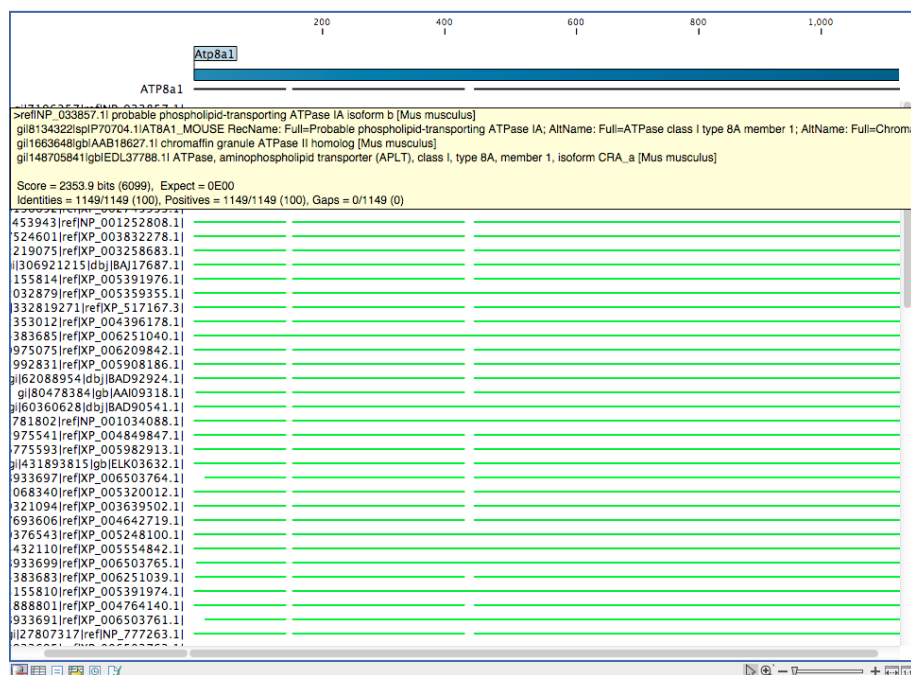 200 400 600 800 1,000
Atp8a1
ATP8a1
>ref|NP_033857.1| probable phospholipid-transporting ATPase IA isoform b [Mus musculus]
gi|8134322|sp|P70704.1|AT8A1_MOUSE RecName: Full=Probable phospholipid-transporting ATPase IA; AltName: Full=ATPase class I type 8A member 1; AltName: Full=Chroma
gi|1663648|gb|AAB18627.1| chromaffin granule ATPase II homolog [Mus musculus]
gi|148705841|gb|EDL37788.1| ATPase, aminophospholipid transporter (APLT), class I, type 8A, member 1, isoform CRA_a [Mus musculus]
Score = 2353.9 bits (6099), Expect = 0E00
Identities = 1149/1149 (100), Positives = 1149/1149 (100), Gaps = 0/1149 (0)
453943|ref|NP_001252808.1|
7524601|ref|XP_003832278.1|
219075|ref|XP_003258683.1|
gi|306921215|dbj|BAJ17687.1|
155814|ref|XP_005391976.1|
032879|ref|XP_005359355.1|
|332819271|ref|XP_517167.3|
353012|ref|XP_004396178.1|
383685|ref|XP_006251040.1|
975075|ref|XP_006209842.1|
992831|ref|XP_005908186.1|
gi|62088954|dbj|BAD92924.1|
gi|80478384|gb|AAI09318.1|
gi|60360628|dbj|BAD90541.1|
781802|ref|NP_001034088.1|
2975541|ref|XP_004849847.1|
775593|ref|XP_005982913.1|
gi|431893815|gb|ELK03632.1|
933697|ref|XP_006503764.1|
068340|ref|XP_005320012.1|
321094|ref|XP_003639502.1|
7693606|ref|XP_004642719.1|
376543|ref|XP_005248100.1|
432110|ref|XP_005554842.1|
933699|ref|XP_006503765.1|
383683|ref|XP_006251039.1|
155810|ref|XP_005391974.1|
888801|ref|XP_004764140.1|
933691|ref|XP_006503761.1|
gi|27807317|ref|NP_777263.1|